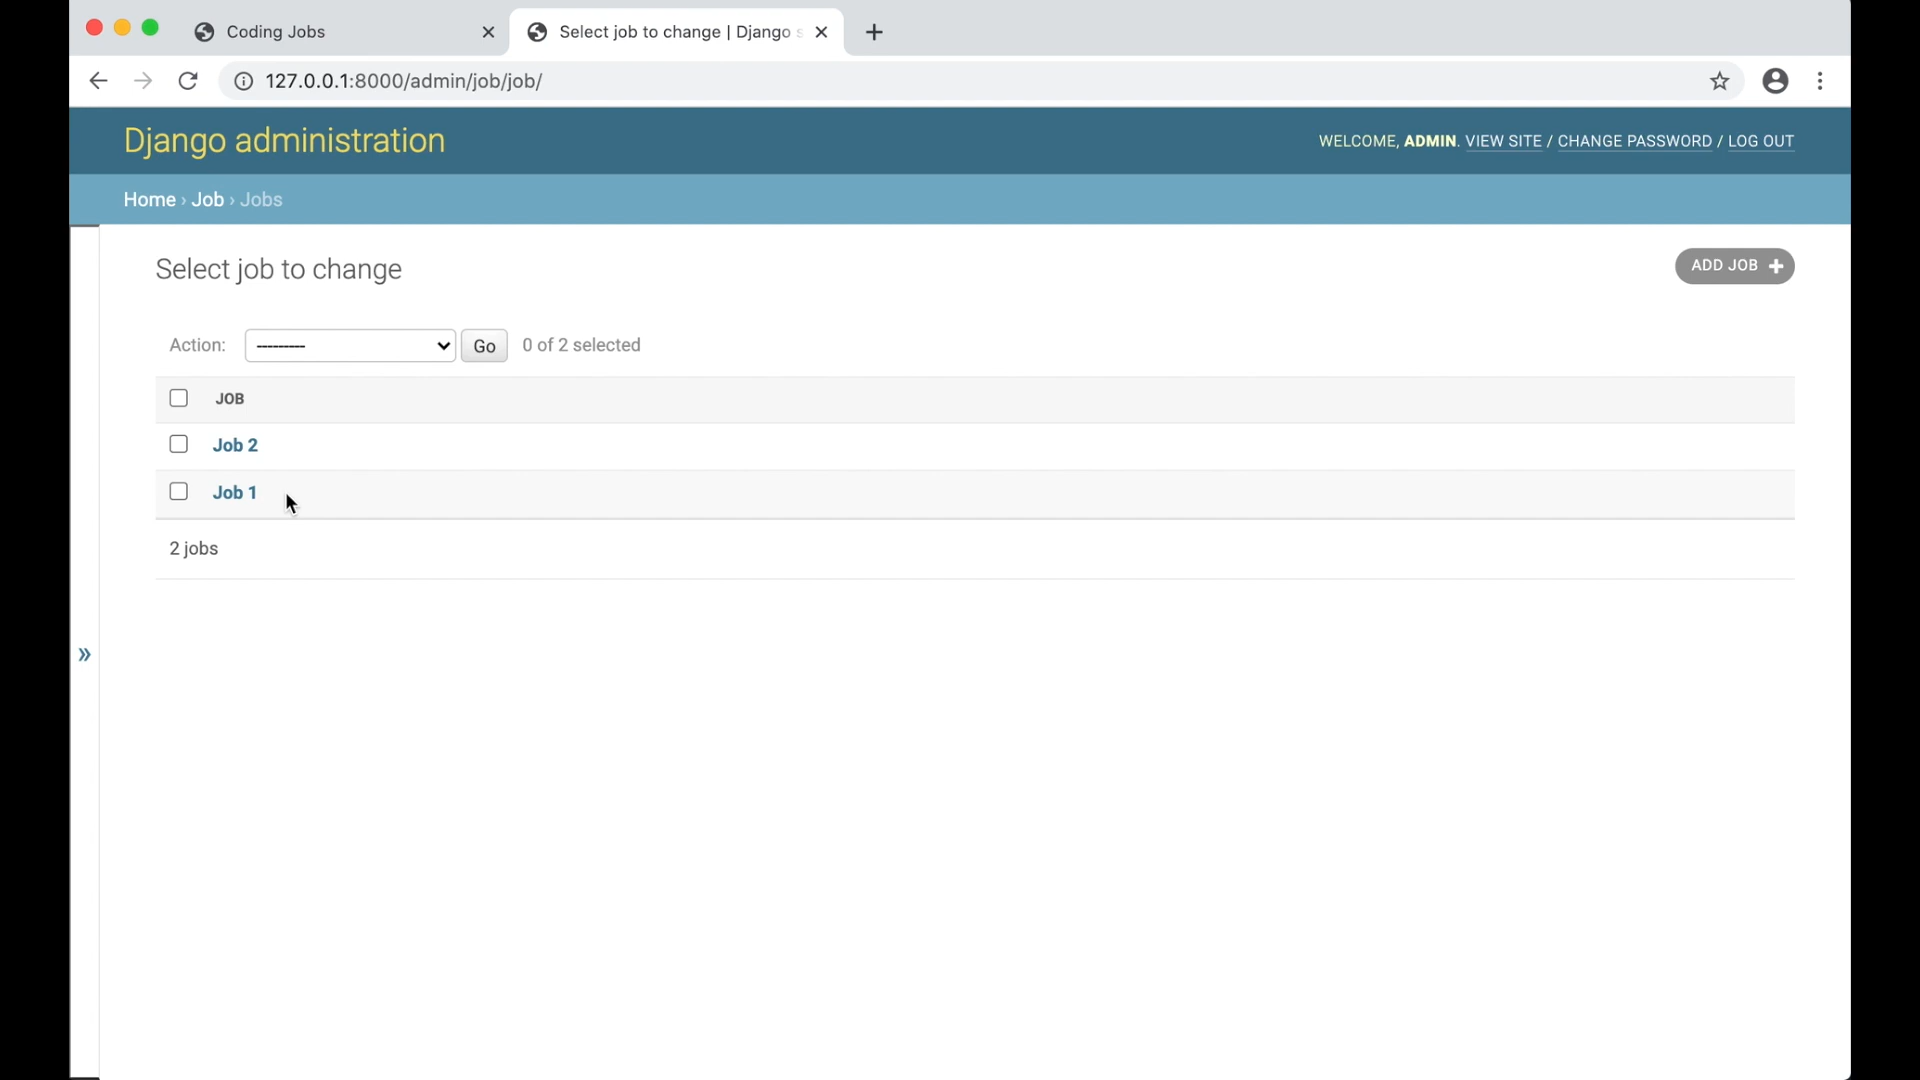 Coding Jobs
Select job to change | Django s
127.0.0.1:8000/admin/job/job/
Django administration
WELCOME, ADMIN. VIEW SITE / CHANGE PASSWORD / LOG OUT
Home › Job › Jobs
Select job to change
ADD JOB +
Action: --------- Go 0 of 2 selected
JOB
Job 2
Job 1
2 jobs
»